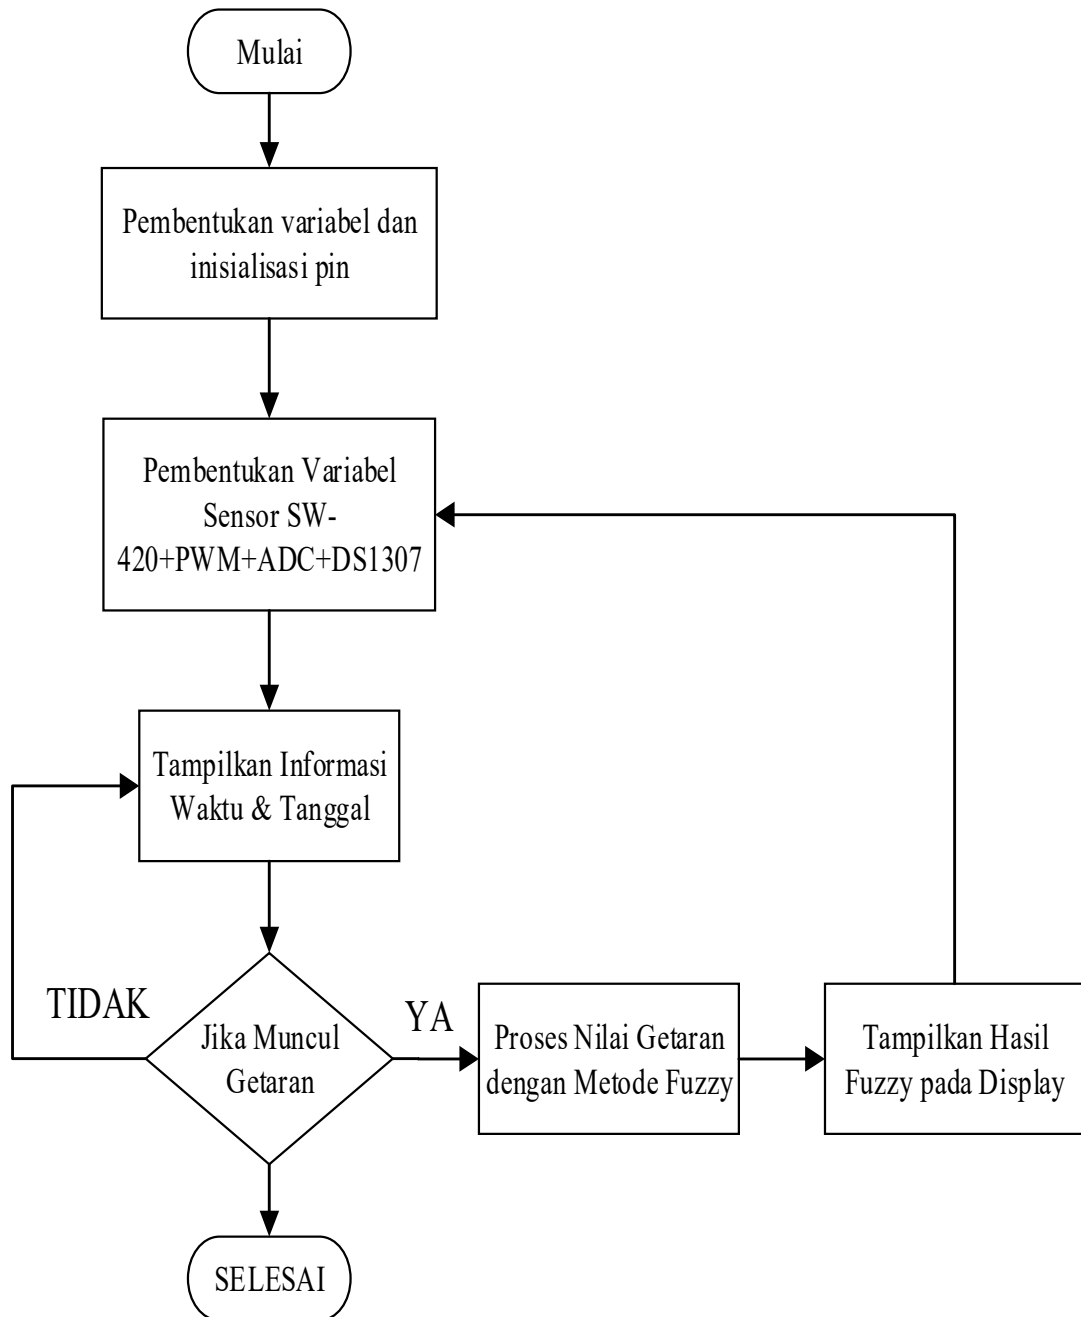 Mulai
Pembentukan variabel dan
inisialisasi pin
Pembentukan Variabel
Sensor SW-
420+PWM+ADC+DS1307
Tampilkan Informasi
Waktu & Tanggal
TIDAK
Jika Muncul
Getaran
YA
Proses Nilai Getaran
dengan Metode Fuzzy
Tampilkan Hasil
Fuzzy pada Display
SELESAI